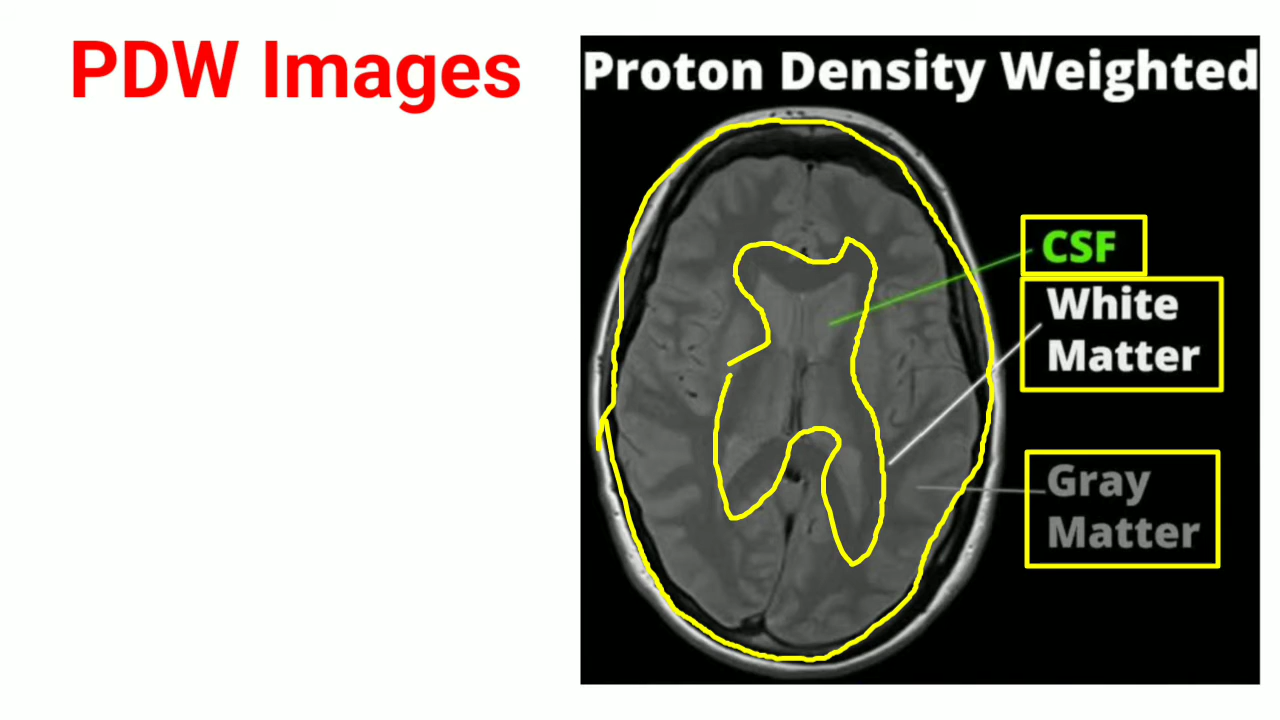 PDW Images
Proton Density Weighted
CSF
White
Matter
Gray
Matter